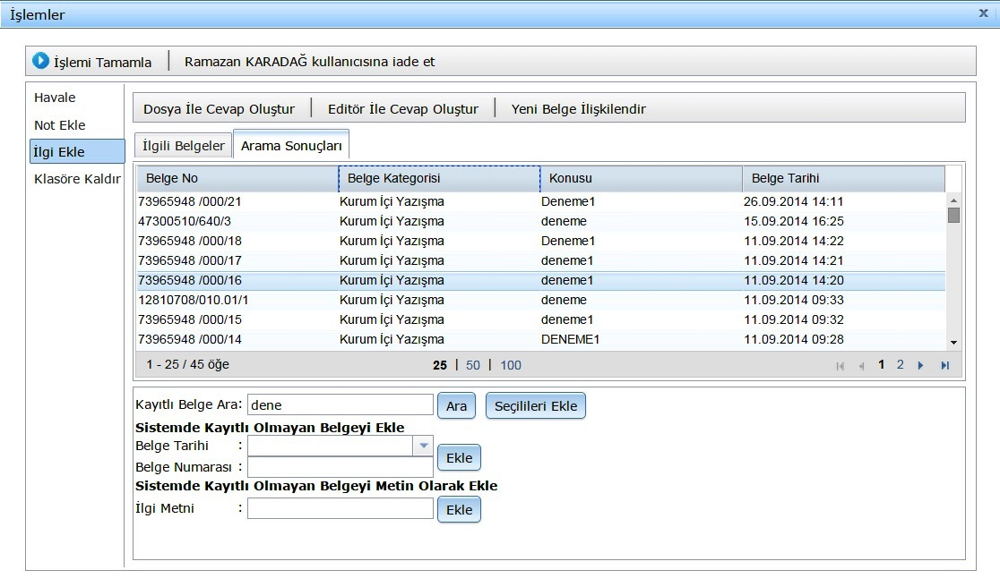 İşlemler x
İşlemi Tamamla Ramazan KARADAĞ kullanıcısına iade et
Havale
Not Ekle
İlgi Ekle
Klasöre Kaldır
Dosya İle Cevap Oluştur Editör İle Cevap Oluştur Yeni Belge İlişkilendir
İlgili Belgeler Arama Sonuçları
Belge No Belge Kategorisi Konusu Belge Tarihi
73965948 /000/21 Kurum İçi Yazışma Deneme1 26.09.2014 14:11
47300510/640/3 Kurum İçi Yazışma deneme 15.09.2014 16:25
73965948 /000/18 Kurum İçi Yazışma Deneme1 11.09.2014 14:22
73965948 /000/17 Kurum İçi Yazışma deneme1 11.09.2014 14:21
73965948 /000/16 Kurum İçi Yazışma deneme1 11.09.2014 14:20
12810708/010.01/1 Kurum İçi Yazışma deneme 11.09.2014 09:33
73965948 /000/15 Kurum İçi Yazışma deneme1 11.09.2014 09:32
73965948 /000/14 Kurum İçi Yazışma DENEME1 11.09.2014 09:28
1 - 25 / 45 öğe 25 | 50 | 100 1 2
Kayıtlı Belge Ara: dene Ara Seçilileri Ekle
Sistemde Kayıtlı Olmayan Belgeyi Ekle
Belge Tarihi :
Belge Numarası : Ekle
Sistemde Kayıtlı Olmayan Belgeyi Metin Olarak Ekle
İlgi Metni : Ekle